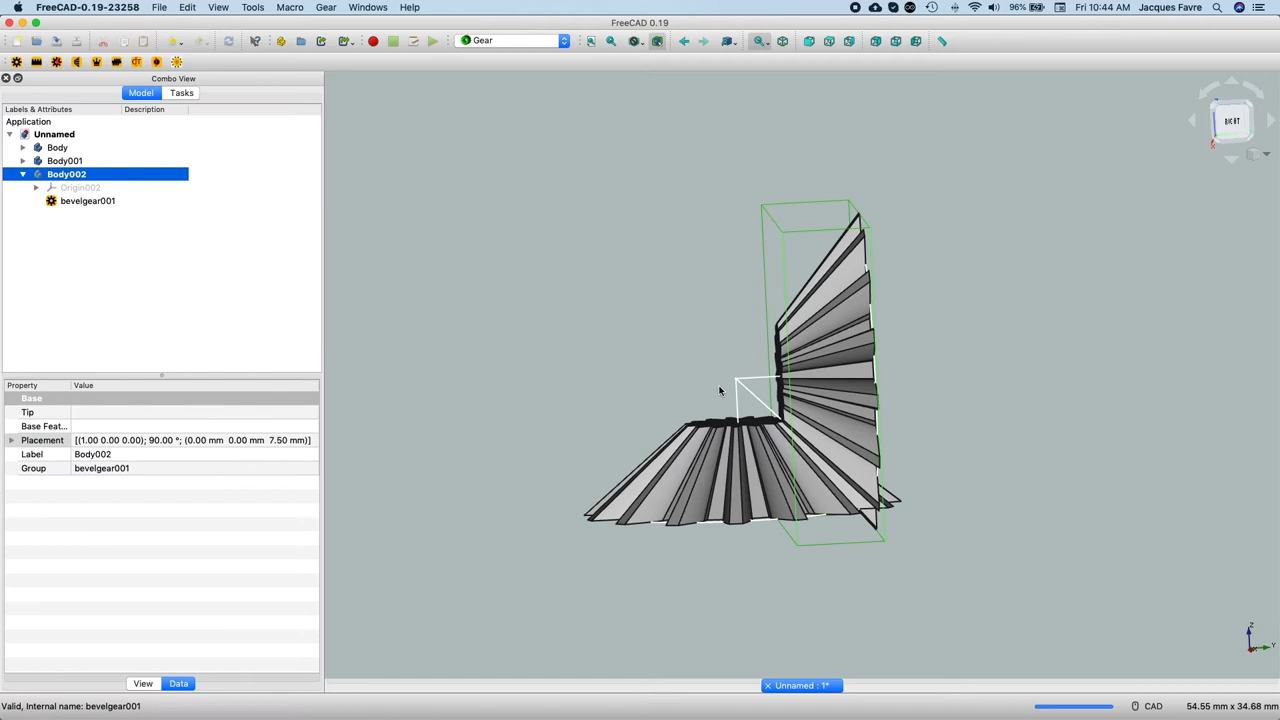 FreeCAD-0.19-23258 File Edit View Tools Macro Gear Windows Help 96% Fri 10:44 AM Jacques Favre
FreeCAD 0.19
Gear
Combo View
Model Tasks
Labels & Attributes Description
Application
Unnamed
Body
Body001
Body002
Origin002
bevelgear001
RIGHT
Property Value
Base
Tip
Base Feat...
Placement [(1.00 0.00 0.00); 90.00 °; (0.00 mm 0.00 mm 7.50 mm)]
Label Body002
Group bevelgear001
Z
Y
View Data
Unnamed : 1*
Valid, Internal name: bevelgear001 CAD 54.55 mm x 34.68 mm